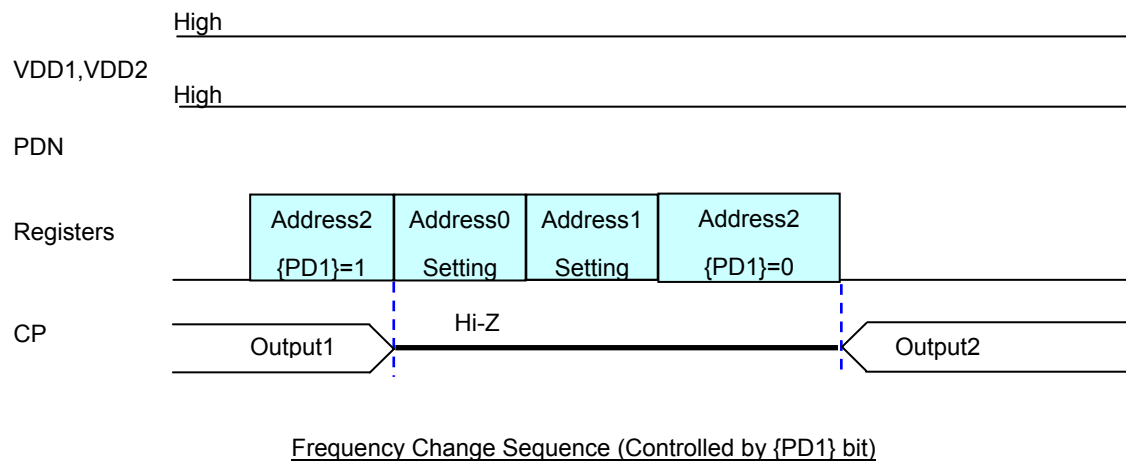 High
VDD1,VDD2
High
PDN
Registers
Address2
{PD1}=1
Address0
Setting
Address1
Setting
Address2
{PD1}=0
CP
Output1
Hi-Z
Output2
Frequency Change Sequence (Controlled by {PD1} bit)